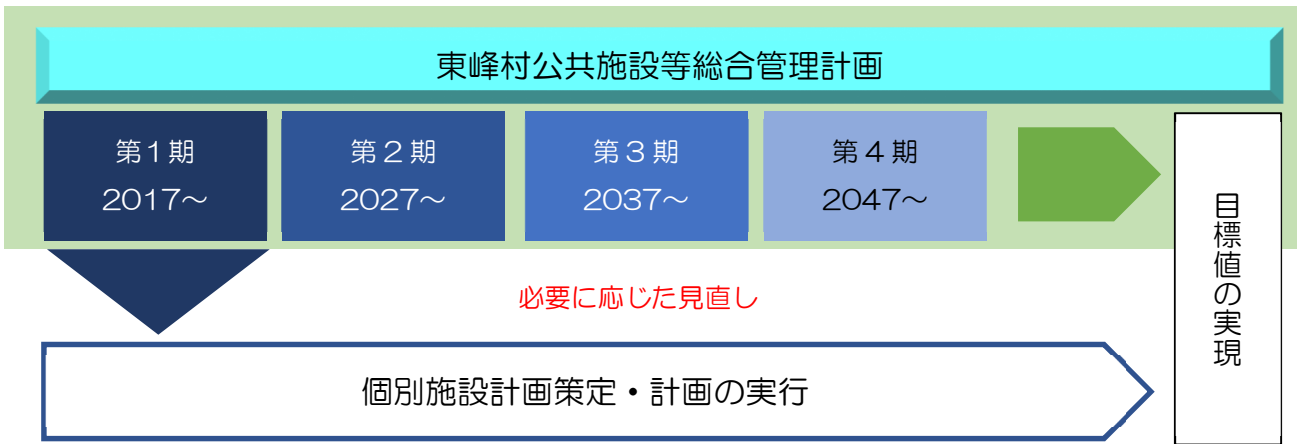 東峰村公共施設等総合管理計画
第1期
2017～
第2期
2027～
第3期
2037～
第4期
2047～
目標値の実現
必要に応じた見直し
個別施設計画策定・計画の実行